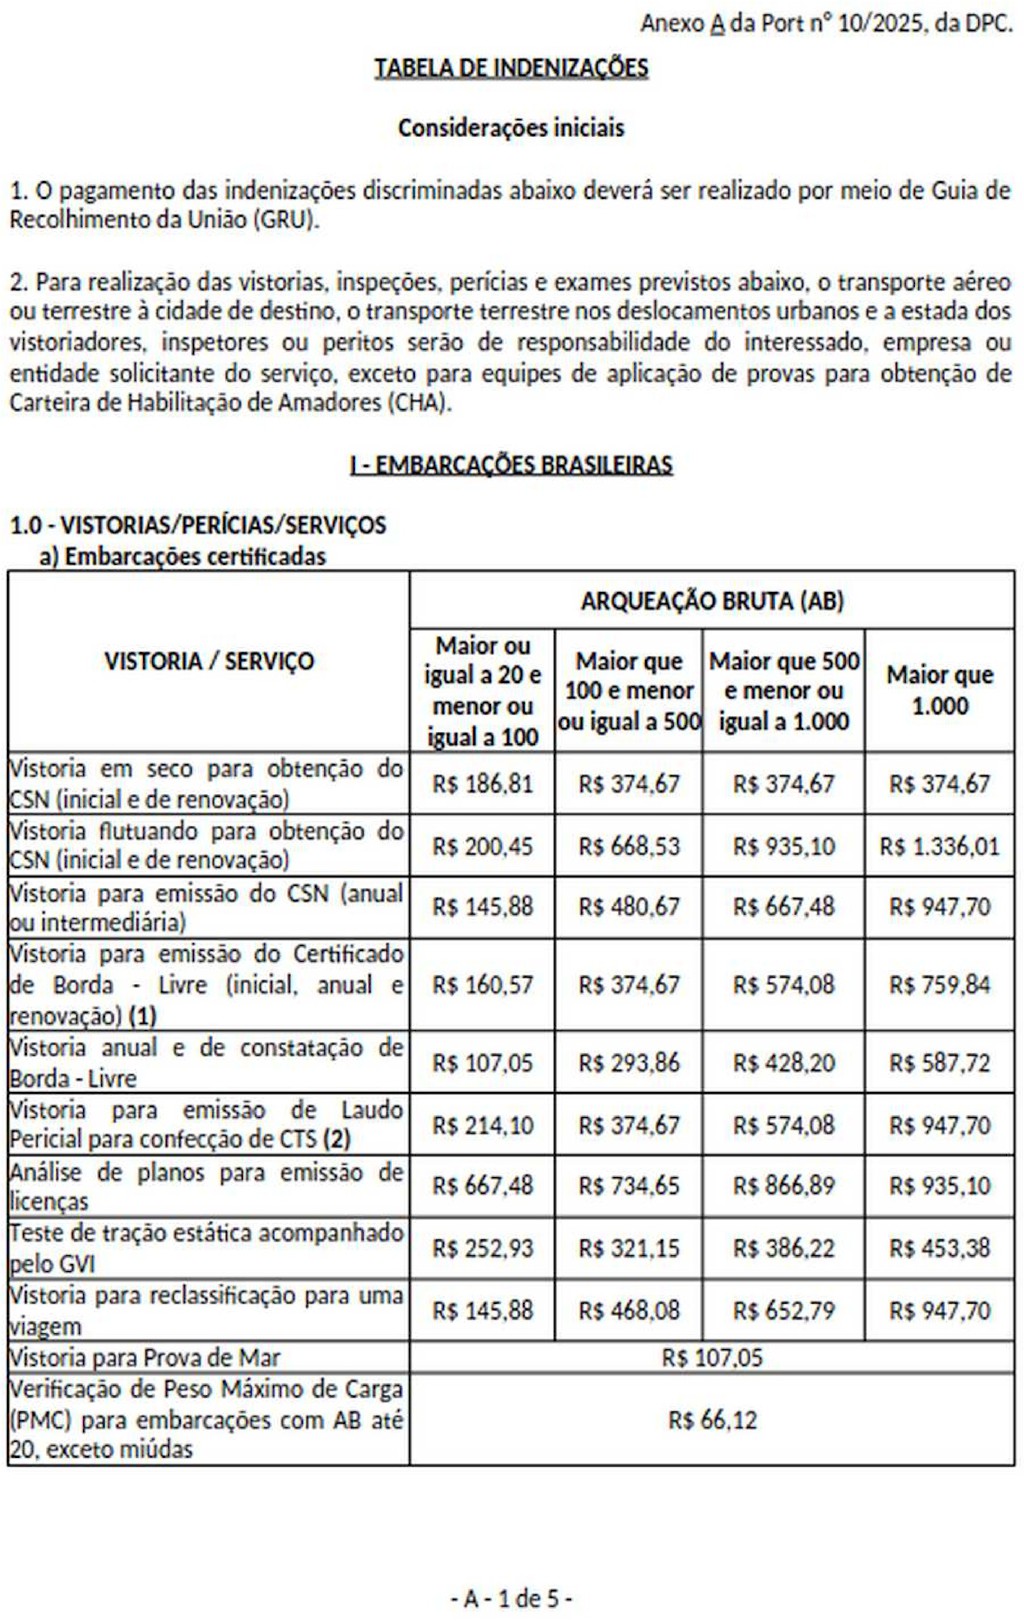 Anexo A da Port nº 10/2025, da DPC.
TABELA DE INDENIZAÇÕES
Considerações iniciais
1. O pagamento das indenizações discriminadas abaixo deverá ser realizado por meio de Guia de
Recolhimento da União (GRU).
2. Para realização das vistorias, inspeções, perícias e exames previstos abaixo, o transporte aéreo
ou terrestre à cidade de destino, o transporte terrestre nos deslocamentos urbanos e a estada dos
vistoriadores, inspetores ou peritos serão de responsabilidade do interessado, empresa ou
entidade solicitante do serviço, exceto para equipes de aplicação de provas para obtenção de
Carteira de Habilitação de Amadores (CHA).
I - EMBARCAÇÕES BRASILEIRAS
1.0 - VISTORIAS/PERÍCIAS/SERVIÇOS
a) Embarcações certificadas
VISTORIA / SERVIÇO
ARQUEAÇÃO BRUTA (AB)
Maior ou
igual a 20 e
menor ou
igual a 100
Maior que
100 e menor
ou igual a 500
Maior que 500
e menor ou
igual a 1.000
Maior que
1.000
Vistoria em seco para obtenção do
CSN (inicial e de renovação)
R$ 186,81 R$ 374,67 R$ 374,67 R$ 374,67
Vistoria flutuando para obtenção do
CSN (inicial e de renovação)
R$ 200,45 R$ 668,53 R$ 935,10 R$ 1.336,01
Vistoria para emissão do CSN (anual
ou intermediária)
R$ 145,88 R$ 480,67 R$ 667,48 R$ 947,70
Vistoria para emissão do Certificado
de Borda - Livre (inicial, anual e
renovação) (1)
R$ 160,57 R$ 374,67 R$ 574,08 R$ 759,84
Vistoria anual e de constatação de
Borda - Livre
R$ 107,05 R$ 293,86 R$ 428,20 R$ 587,72
Vistoria para emissão de Laudo
Pericial para confecção de CTS (2)
R$ 214,10 R$ 374,67 R$ 574,08 R$ 947,70
Análise de planos para emissão de
licenças
R$ 667,48 R$ 734,65 R$ 866,89 R$ 935,10
Teste de tração estática acompanhado
pelo GVI
R$ 252,93 R$ 321,15 R$ 386,22 R$ 453,38
Vistoria para reclassificação para uma
viagem
R$ 145,88 R$ 468,08 R$ 652,79 R$ 947,70
Vistoria para Prova de Mar
R$ 107,05
Verificação de Peso Máximo de Carga
(PMC) para embarcações com AB até
20, exceto miúdas
R$ 66,12
- A - 1 de 5 -